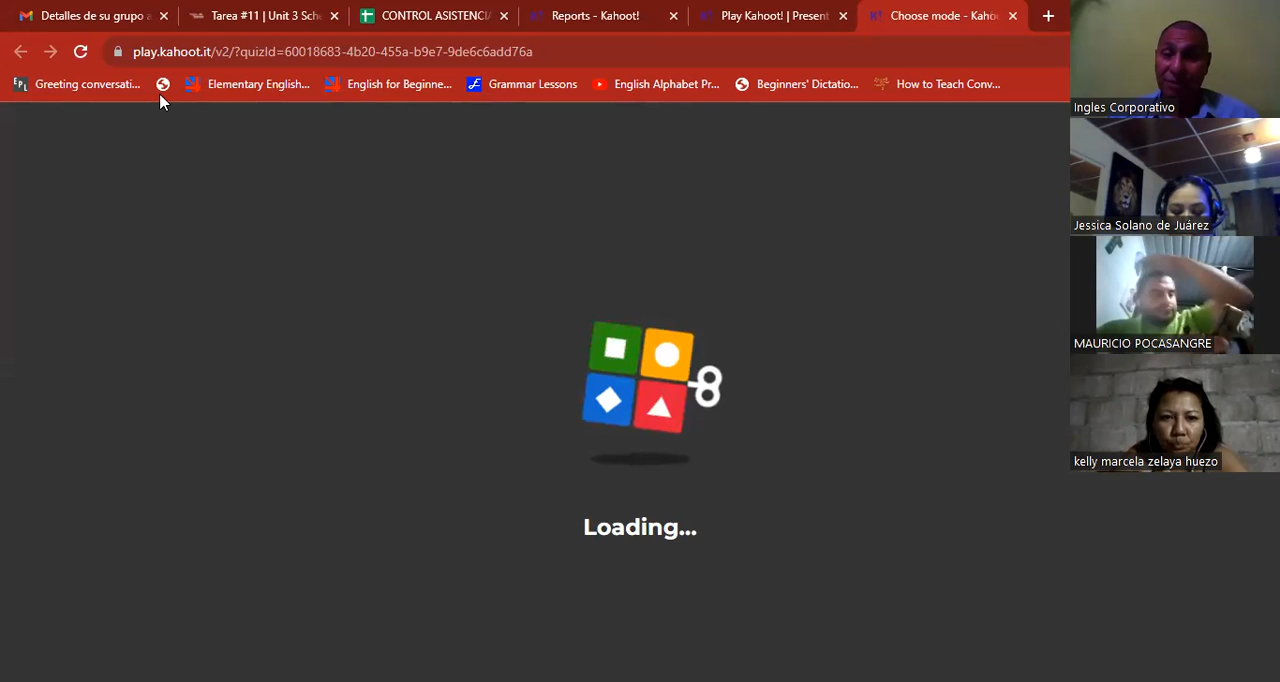 Detalles de su grupo a
Tarea #11 | Unit 3 Sch
CONTROL ASISTENCIA
Reports - Kahoot!
Play Kahoot! | Present
Choose mode - Kaho
play.kahoot.it/v2/?quizId=60018683-4b20-455a-b9e7-9de6c6add76a
Greeting conversati...
Elementary English...
English for Beginne...
Grammar Lessons
English Alphabet Pr...
Beginners' Dictatio...
How to Teach Conv...
Loading...
Ingles Corporativo
Jessica Solano de Juárez
MAURICIO POCASANGRE
kelly marcela zelaya huezo